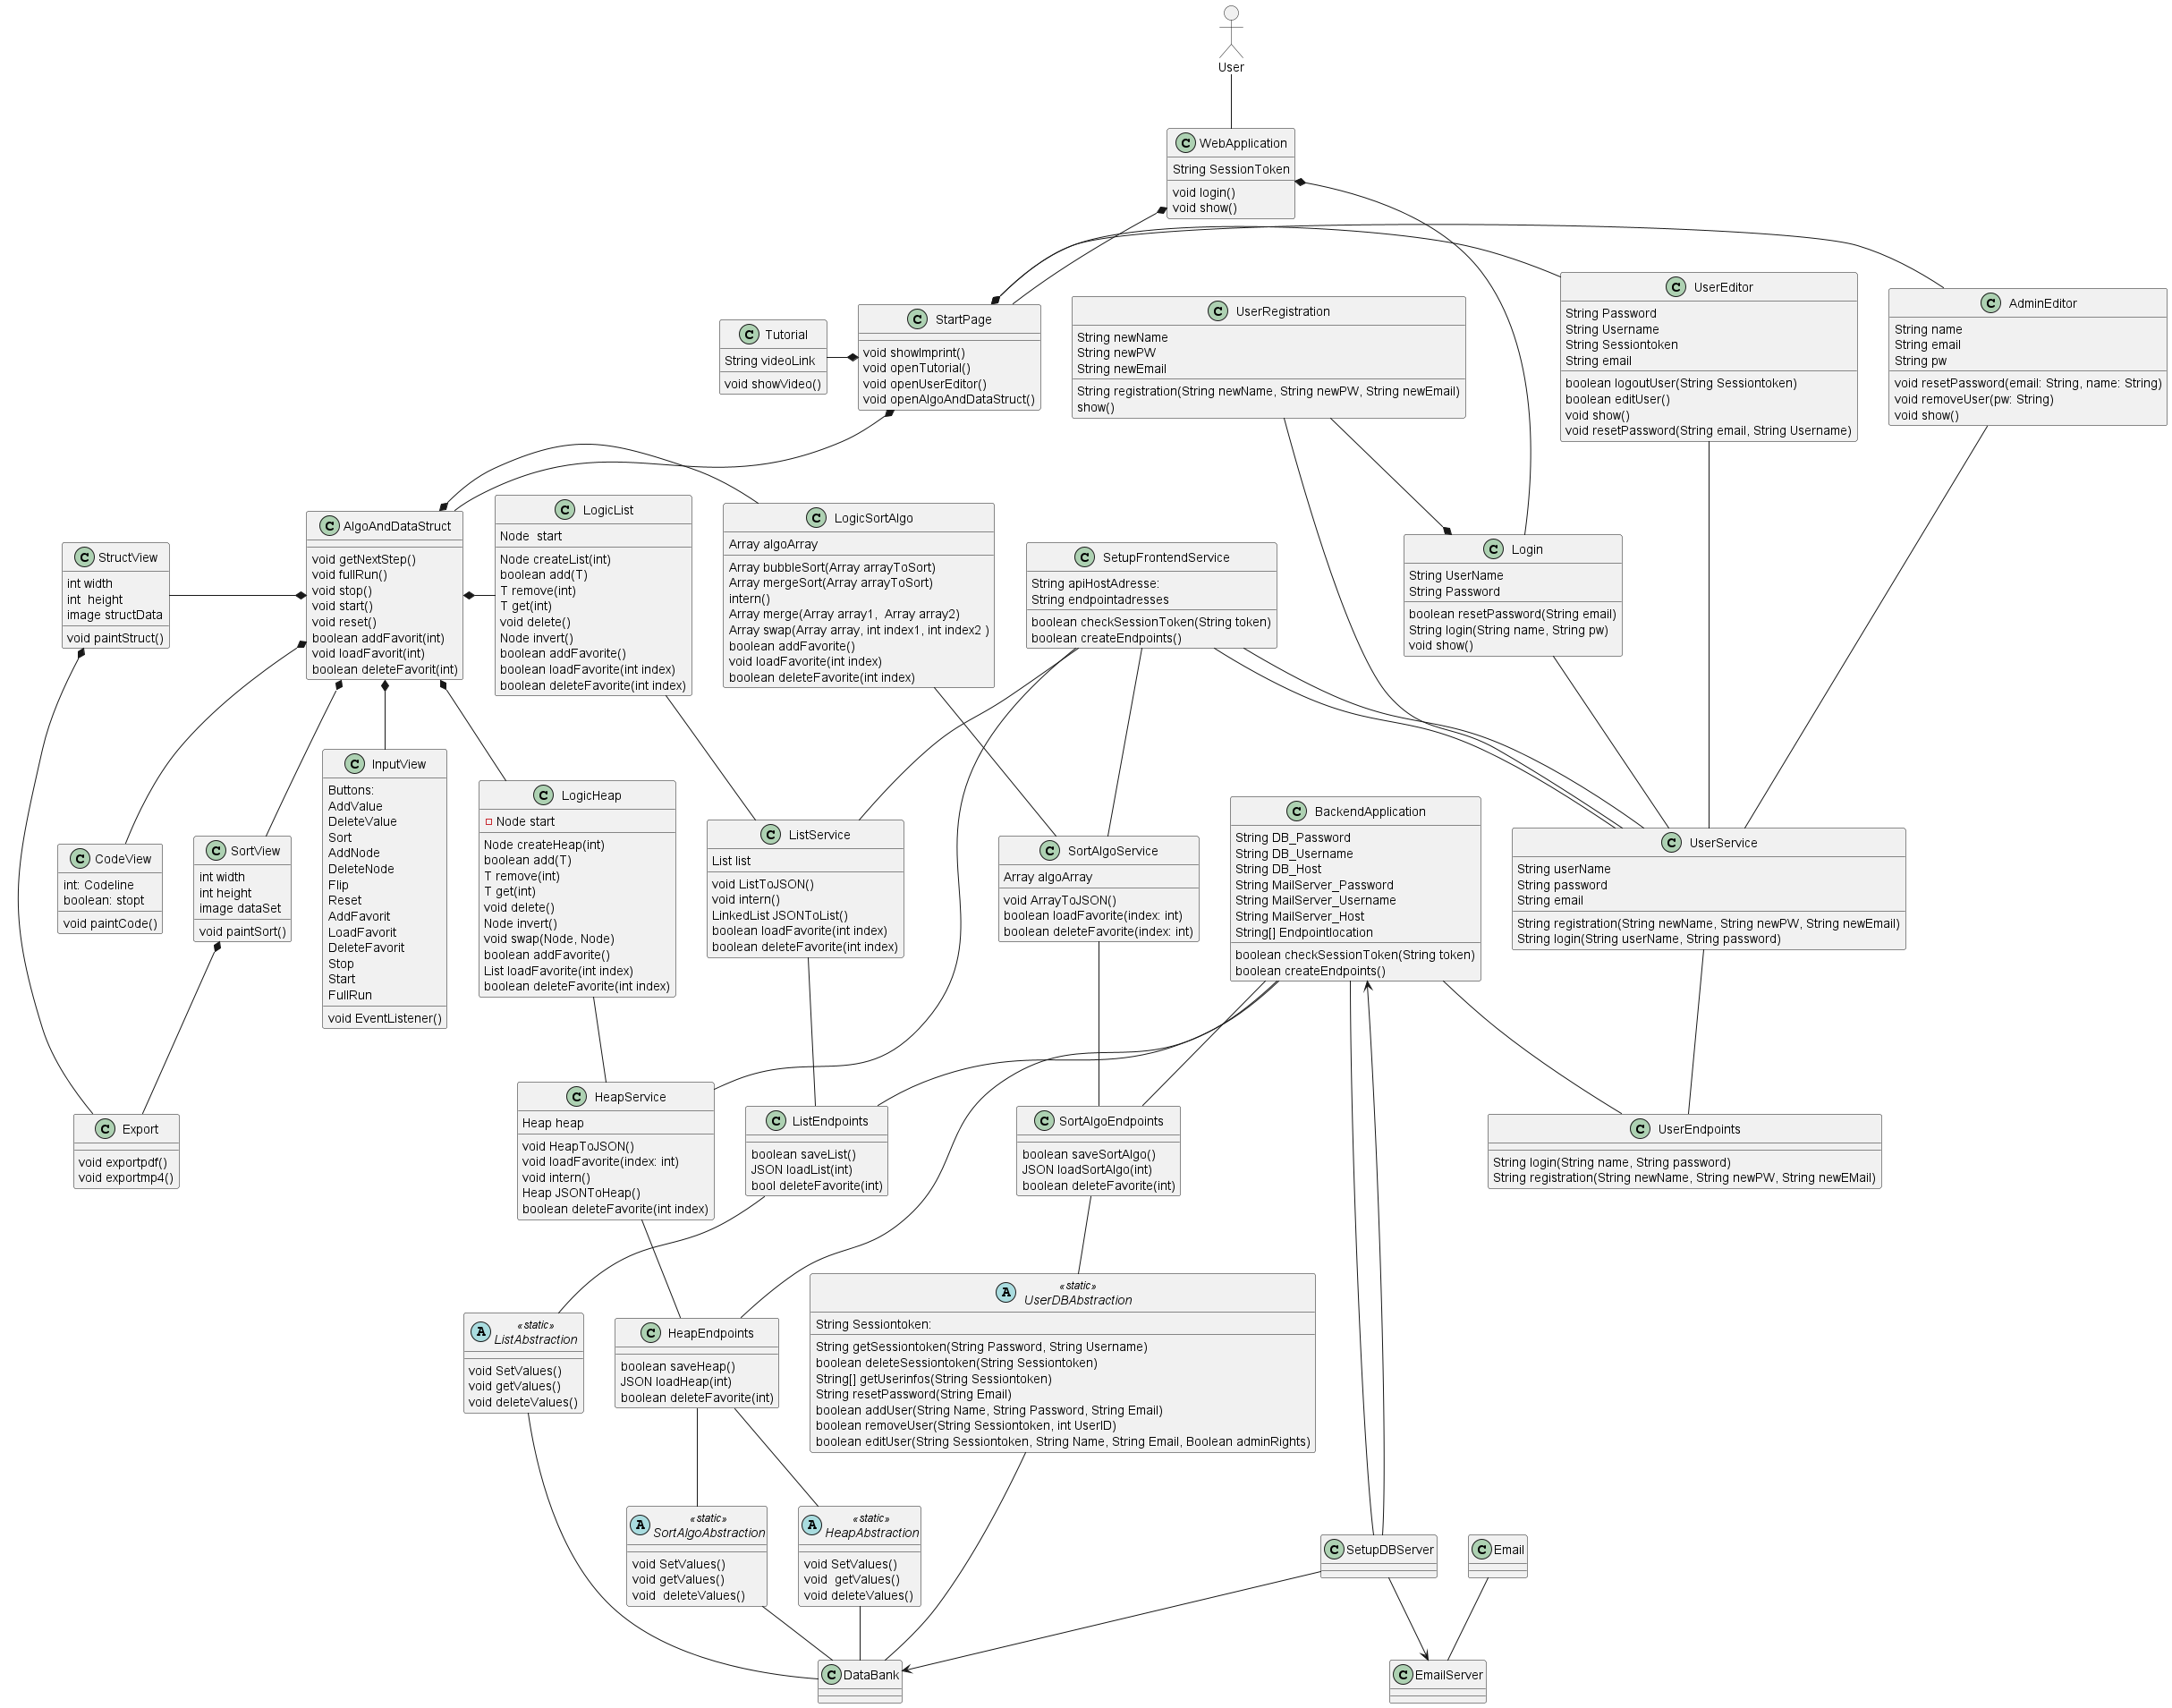 User
C WebApplication
String SessionToken
void login()
void show()
C UserEditor
String Password
String Username
String Sessiontoken
String email
boolean logoutUser(String Sessiontoken)
boolean editUser()
void show()
void resetPassword(String email, String Username)
C AdminEditor
String name
String email
String pw
void resetPassword(email: String, name: String)
void removeUser(pw: String)
void show()
C UserRegistration
String newName
String newPW
String newEmail
String registration(String newName, String newPW, String newEmail)
show()
C StartPage
void showImprint()
void openTutorial()
void openUserEditor()
void openAlgoAndDataStruct()
C Tutorial
String videoLink
void showVideo()
C LogicList
Node  start
Node createList(int)
boolean add(T)
T remove(int)
T get(int)
void delete()
Node invert()
boolean addFavorite()
boolean loadFavorite(int index)
boolean deleteFavorite(int index)
C LogicSortAlgo
Array algoArray
Array bubbleSort(Array arrayToSort)
Array mergeSort(Array arrayToSort)
intern()
Array merge(Array array1,  Array array2)
Array swap(Array array, int index1, int index2 )
boolean addFavorite()
void loadFavorite(int index)
boolean deleteFavorite(int index)
C AlgoAndDataStruct
void getNextStep()
void fullRun()
void stop()
void start()
void reset()
boolean addFavorit(int)
void loadFavorit(int)
boolean deleteFavorit(int)
C StructView
int width
int  height
image structData
void paintStruct()
C SetupFrontendService
String apiHostAdresse:
String endpointadresses
boolean checkSessionToken(String token)
boolean createEndpoints()
C Login
String UserName
String Password
boolean resetPassword(String email)
String login(String name, String pw)
void show()
C InputView
Buttons:
AddValue
DeleteValue
Sort
AddNode
DeleteNode
Flip
Reset
AddFavorit
LoadFavorit
DeleteFavorit
Stop
Start
FullRun
void EventListener()
C LogicHeap
Node start
Node createHeap(int)
boolean add(T)
T remove(int)
T get(int)
void delete()
Node invert()
void swap(Node, Node)
boolean addFavorite()
List loadFavorite(int index)
boolean deleteFavorite(int index)
C BackendApplication
String DB_Password
String DB_Username
String DB_Host
String MailServer_Password
String MailServer_Username
String MailServer_Host
String[] Endpointlocation
boolean checkSessionToken(String token)
boolean createEndpoints()
C ListService
List list
void ListToJSON()
void intern()
LinkedList JSONToList()
boolean loadFavorite(int index)
boolean deleteFavorite(int index)
C UserService
String userName
String password
String email
String registration(String newName, String newPW, String newEmail)
String login(String userName, String password)
C SortAlgoService
Array algoArray
void ArrayToJSON()
boolean loadFavorite(index: int)
boolean deleteFavorite(index: int)
C CodeView
int: Codeline
boolean: stopt
void paintCode()
C SortView
int width
int height
image dataSet
void paintSort()
C HeapService
Heap heap
void HeapToJSON()
void loadFavorite(index: int)
void intern()
Heap JSONToHeap()
boolean deleteFavorite(int index)
C ListEndpoints
boolean saveList()
JSON loadList(int)
bool deleteFavorite(int)
C SortAlgoEndpoints
boolean saveSortAlgo()
JSON loadSortAlgo(int)
boolean deleteFavorite(int)
C Export
void exportpdf()
void exportmp4()
C UserEndpoints
String login(String name, String password)
String registration(String newName, String newPW, String newEMail)
«static»
A UserDBAbstraction
String Sessiontoken:
String getSessiontoken(String Password, String Username)
boolean deleteSessiontoken(String Sessiontoken)
String[] getUserinfos(String Sessiontoken)
String resetPassword(String Email)
boolean addUser(String Name, String Password, String Email)
boolean removeUser(String Sessiontoken, int UserID)
boolean editUser(String Sessiontoken, String Name, String Email, Boolean adminRights)
«static»
A ListAbstraction
void SetValues()
void getValues()
void deleteValues()
C HeapEndpoints
boolean saveHeap()
JSON loadHeap(int)
boolean deleteFavorite(int)
«static»
A SortAlgoAbstraction
void SetValues()
void getValues()
void  deleteValues()
«static»
A HeapAbstraction
void SetValues()
void  getValues()
void deleteValues()
C SetupDBServer
C Email
C DataBank
C EmailServer